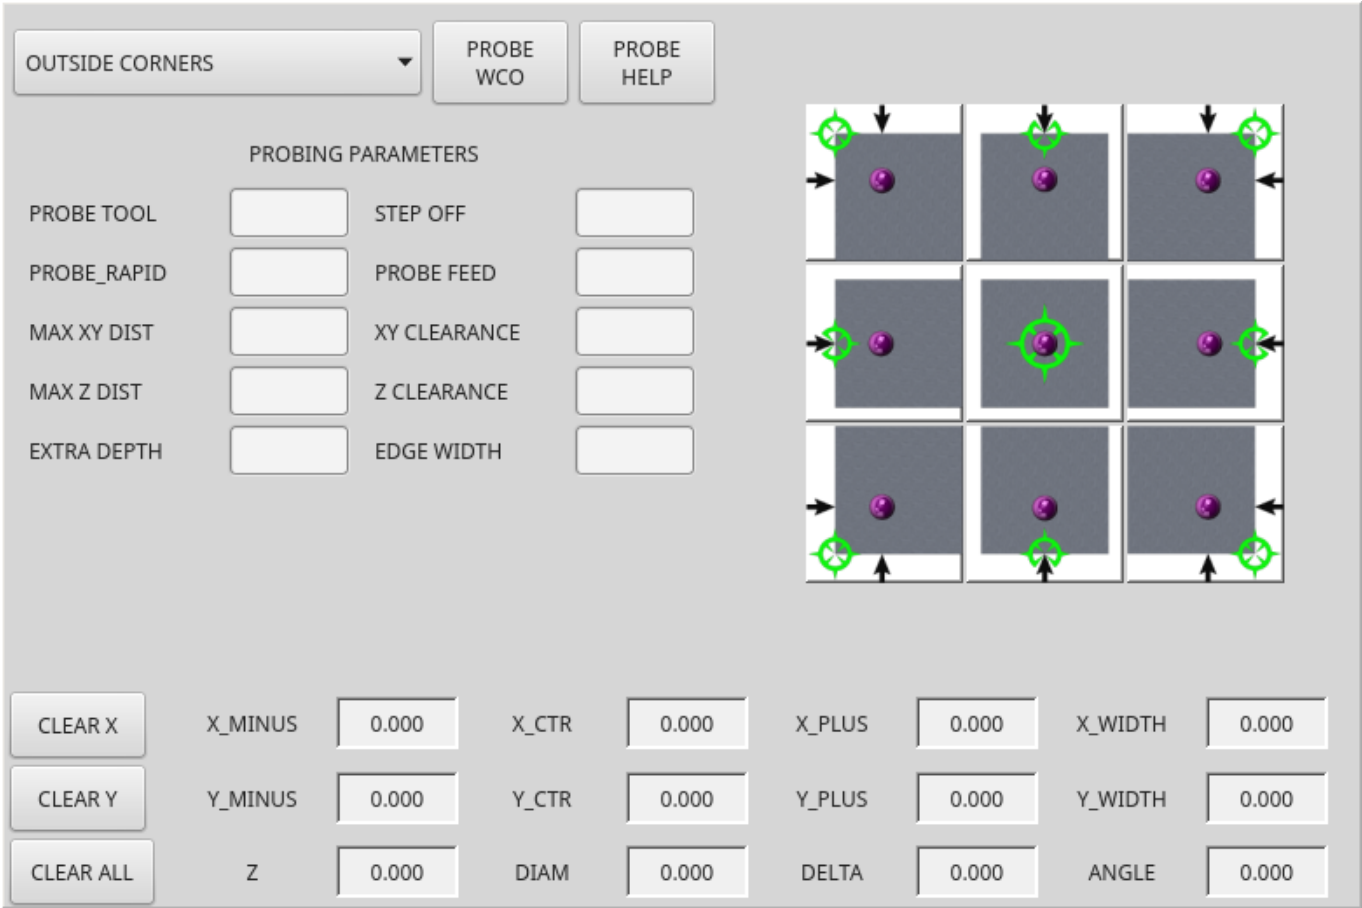 OUTSIDE CORNERS
PROBE
WCO
PROBE
HELP
PROBING PARAMETERS
PROBE TOOL
STEP OFF
PROBE_RAPID
PROBE FEED
MAX XY DIST
XY CLEARANCE
MAX Z DIST
Z CLEARANCE
EXTRA DEPTH
EDGE WIDTH
CLEAR X
X_MINUS
0.000
X_CTR
0.000
X_PLUS
0.000
X_WIDTH
0.000
CLEAR Y
Y_MINUS
0.000
Y_CTR
0.000
Y_PLUS
0.000
Y_WIDTH
0.000
CLEAR ALL
Z
0.000
DIAM
0.000
DELTA
0.000
ANGLE
0.000